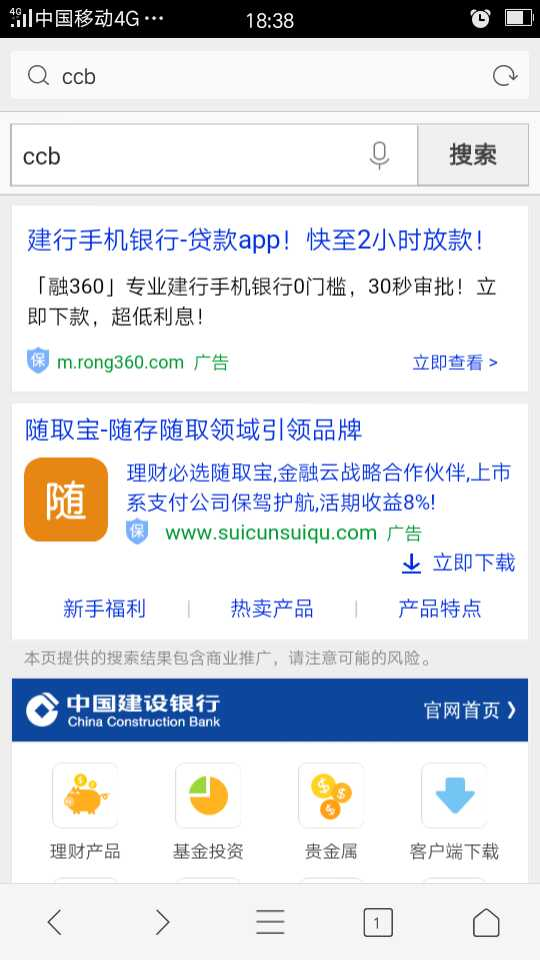 4G 中国移动4G ···
18:38
ccb
ccb
搜索
建行手机银行-贷款app！快至2小时放款！
「融360」专业建行手机银行0门槛，30秒审批！立
即下款，超低利息！
保 m.rong360.com 广告
立即查看 >
随取宝-随存随取领域引领品牌
随
理财必选随取宝,金融云战略合作伙伴,上市
系支付公司保驾护航,活期收益8%!
保 www.suicunsuiqu.com 广告
立即下载
新手福利 | 热卖产品 | 产品特点
本页提供的搜索结果包含商业推广，请注意可能的风险。
中国建设银行
China Construction Bank
官网首页 》
理财产品 基金投资 贵金属 客户端下载
1